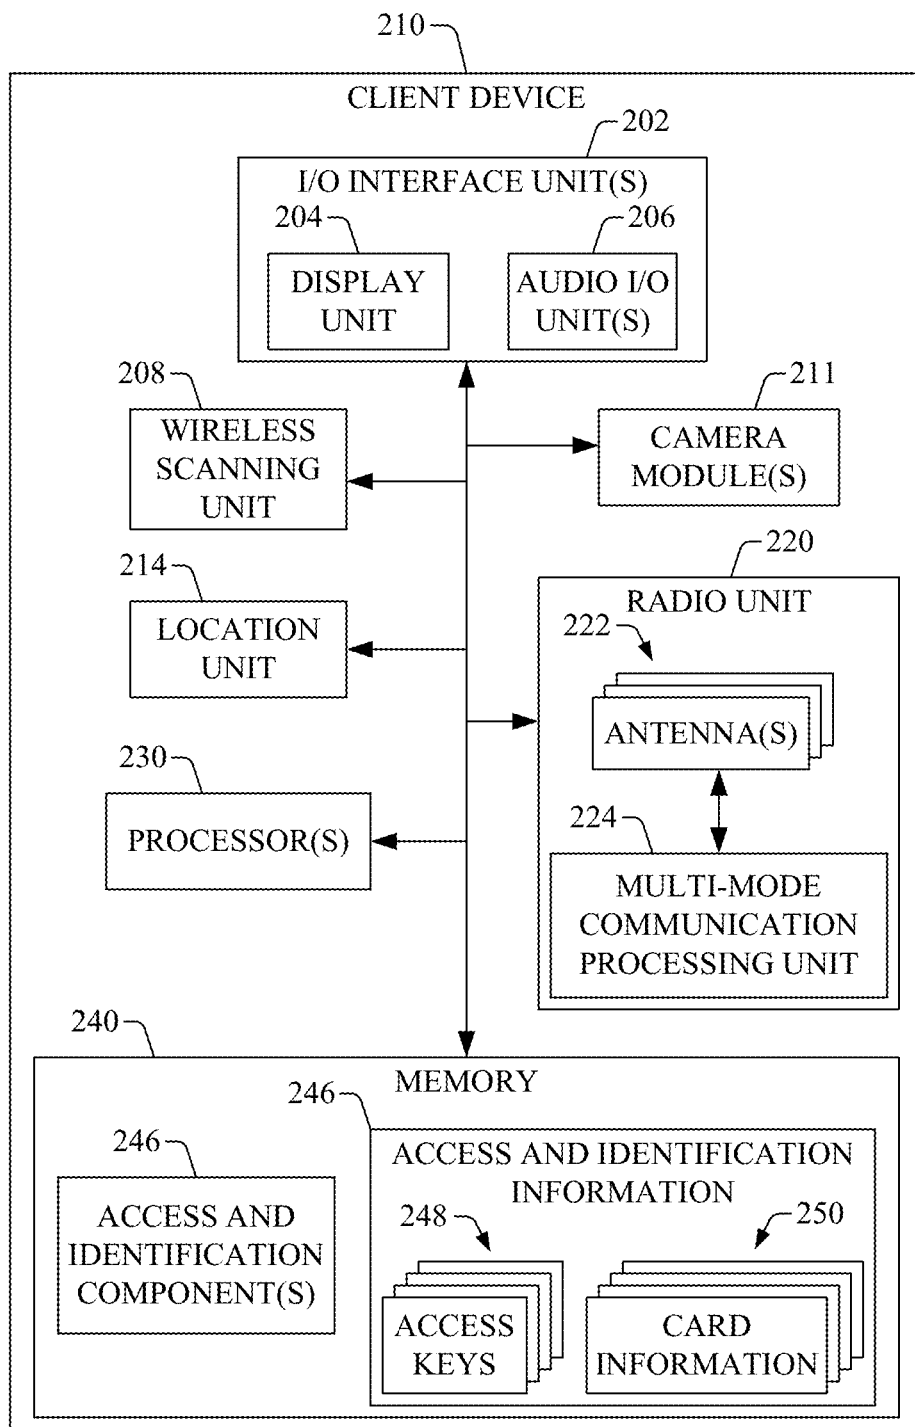 210
CLIENT DEVICE
202
I/O INTERFACE UNIT(S)
204
206
DISPLAY
UNIT
AUDIO I/O
UNIT(S)
208
211
WIRELESS
SCANNING
UNIT
CAMERA
MODULE(S)
214
220
LOCATION
UNIT
RADIO UNIT
222
ANTENNA(S)
230
PROCESSOR(S)
224
MULTI-MODE
COMMUNICATION
PROCESSING UNIT
240
MEMORY
246
246
ACCESS AND IDENTIFICATION
INFORMATION
ACCESS AND
IDENTIFICATION
COMPONENT(S)
248
250
ACCESS
KEYS
CARD
INFORMATION